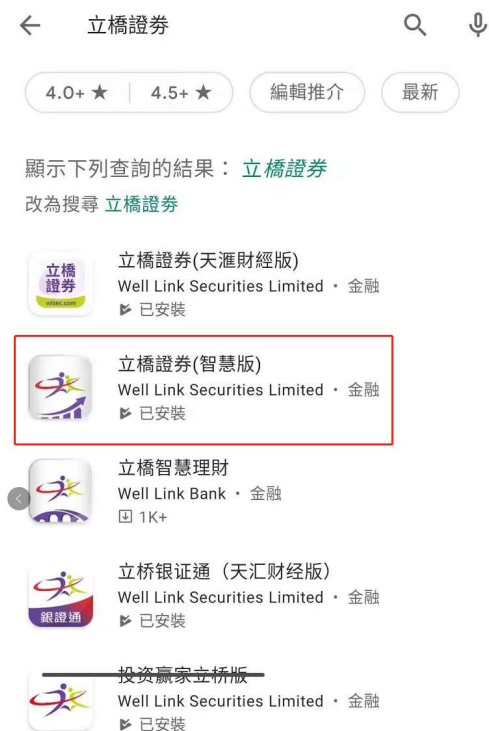 立橋證劵
4.0+ ★ 4.5+ ★ 編輯推介 最新
顯示下列查詢的結果： 立橋證券
改為搜尋 立橋證劵
立橋證券
wlsec.com
立橋證券(天滙財經版)
Well Link Securities Limited • 金融
已安裝
立橋證券(智慧版)
Well Link Securities Limited • 金融
已安裝
立橋智慧理財
Well Link Bank • 金融
1K+
銀證通
立桥银证通（天汇财经版）
Well Link Securities Limited • 金融
已安裝
投资赢家立桥版
Well Link Securities Limited • 金融
已安裝